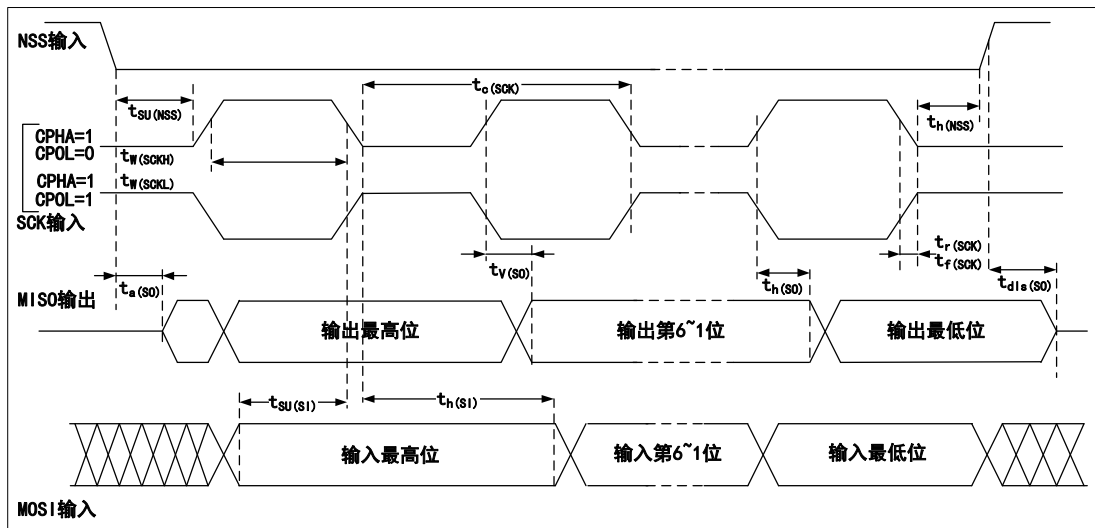 NSS输入
tc(SCK)
tSU(NSS)
th(NSS)
CPHA=1
CPOL=0
tW(SCKH)
CPHA=1
tW(SCKL)
CPOL=1
SCK输入
tr(SCK)
tf(SCK)
tV(SO)
ta(SO)
th(SO)
tdis(SO)
MISO输出
输出最高位
输出第6~1位
输出最低位
tSU(SI)
th(SI)
输入最高位
输入第6~1位
输入最低位
MOSI输入